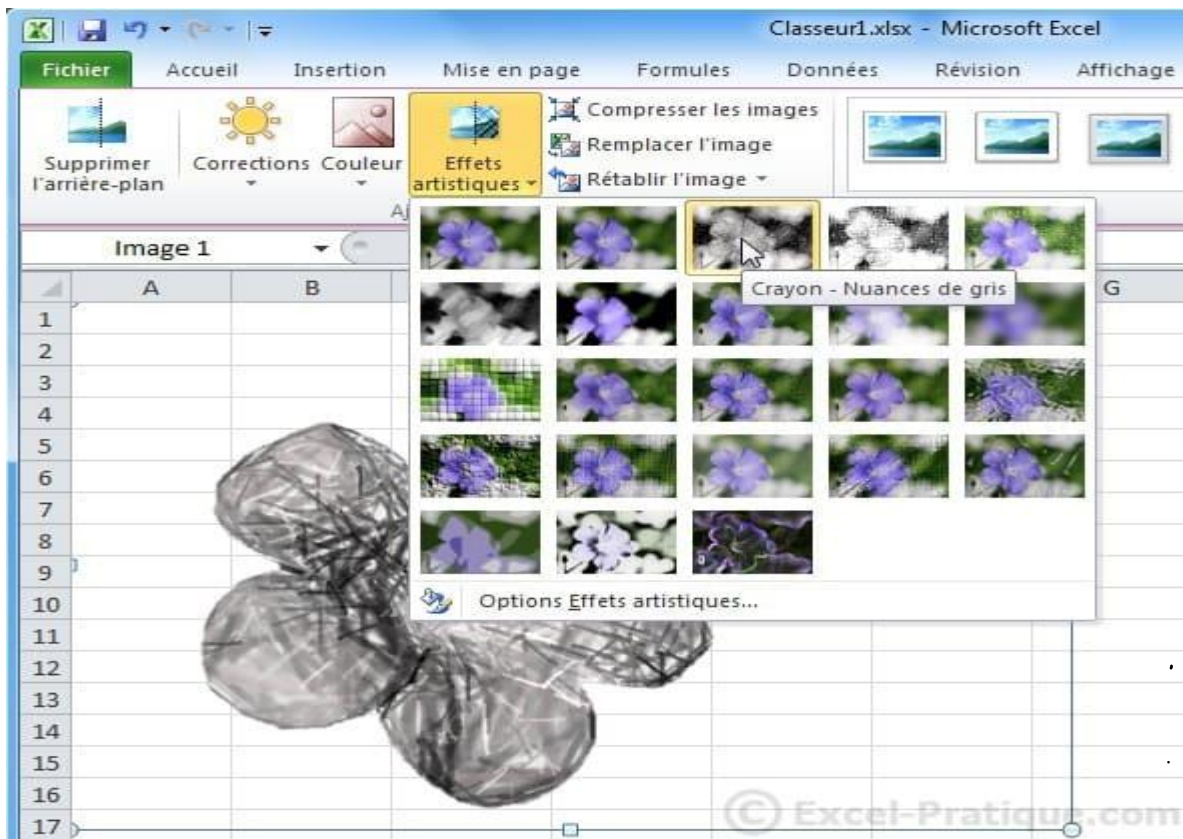 Classeur1.xlsx - Microsoft Excel
Fichier Accueil Insertion Mise en page Formules Données Révision Affichage
Supprimer l'arrière-plan
Corrections
Couleur
Effets artistiques
Compresser les images
Remplacer l'image
Rétablir l'image
Aj
Image 1
Crayon - Nuances de gris
A B G
1
2
3
4
5
6
7
8
9
10
11
12
13
14
15
16
17
Options Effets artistiques...
© Excel-Pratique.com